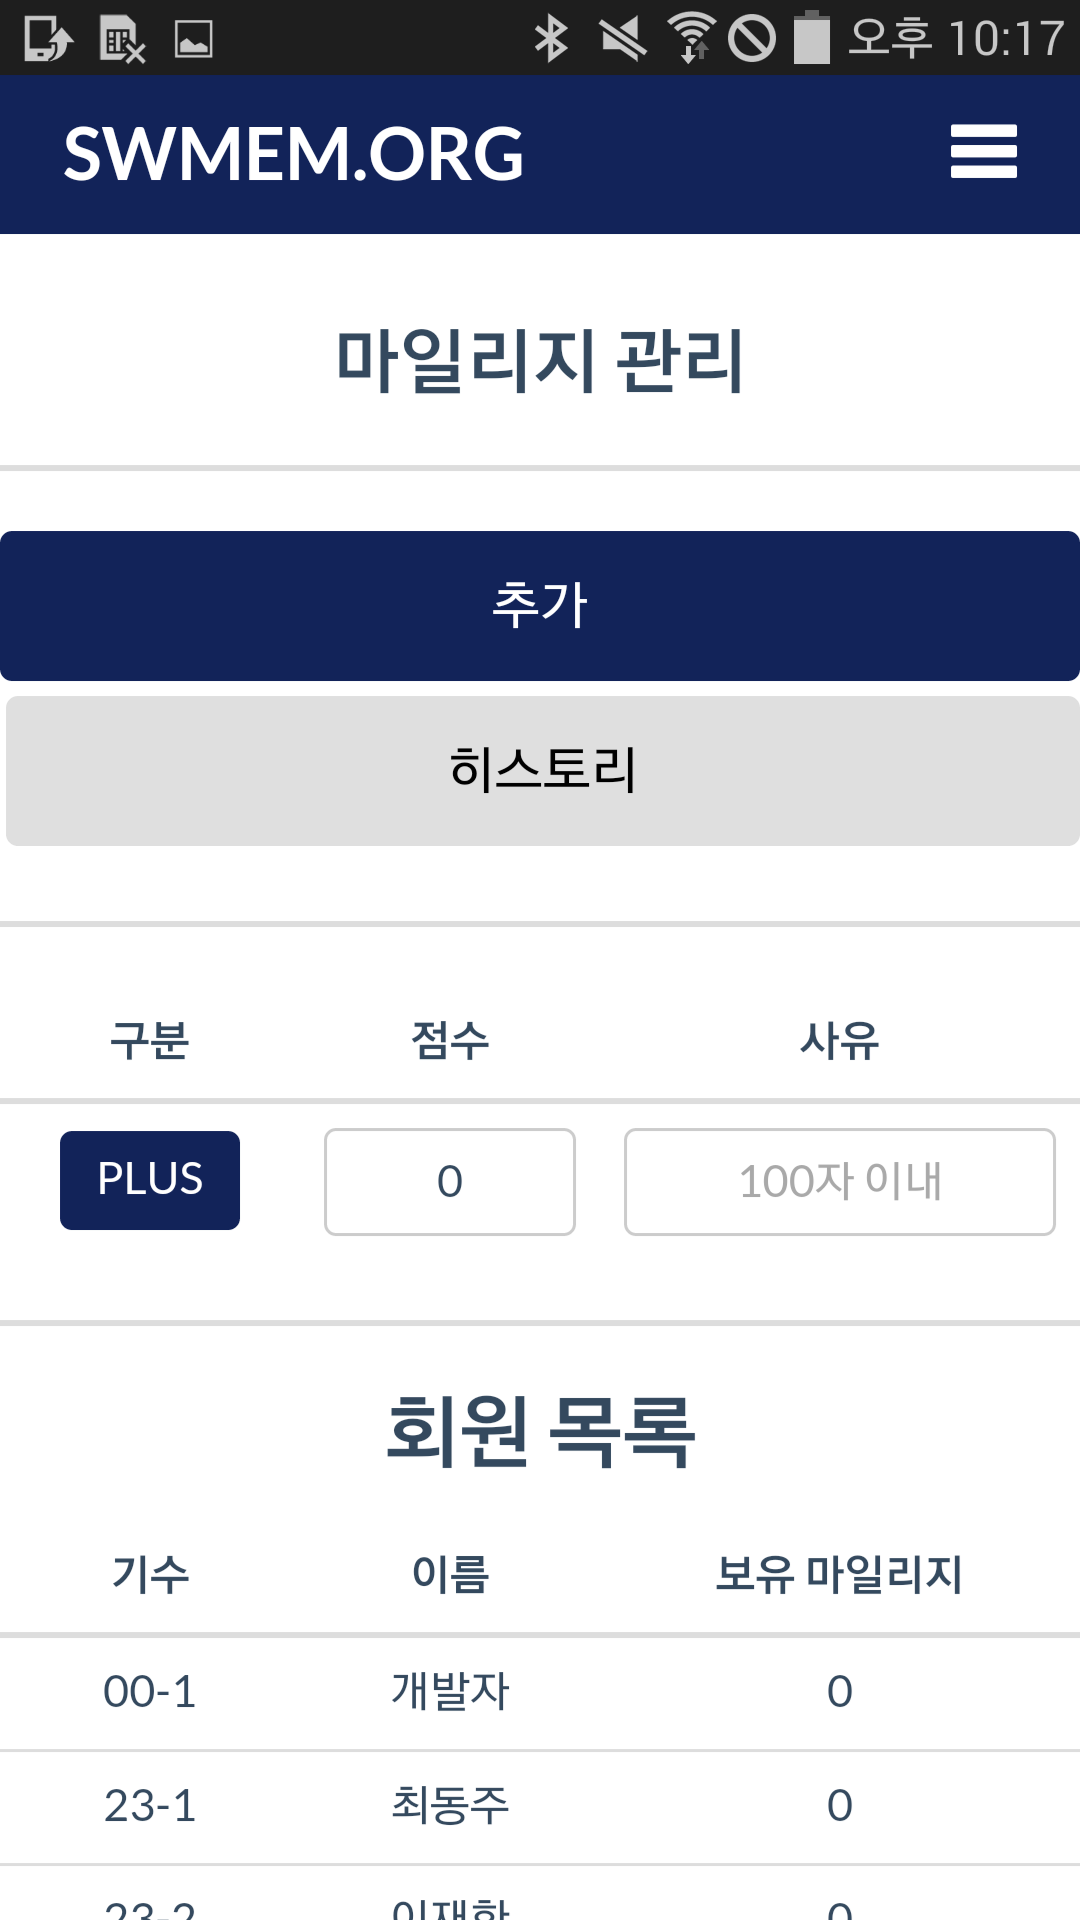 오후 10:17
SWMEM.ORG
마일리지 관리
추가
히스토리
구분 점수 사유
PLUS 0 100자 이내
회원 목록
기수 이름 보유 마일리지
00-1 개발자 0
23-1 최동주 0
23-2 0